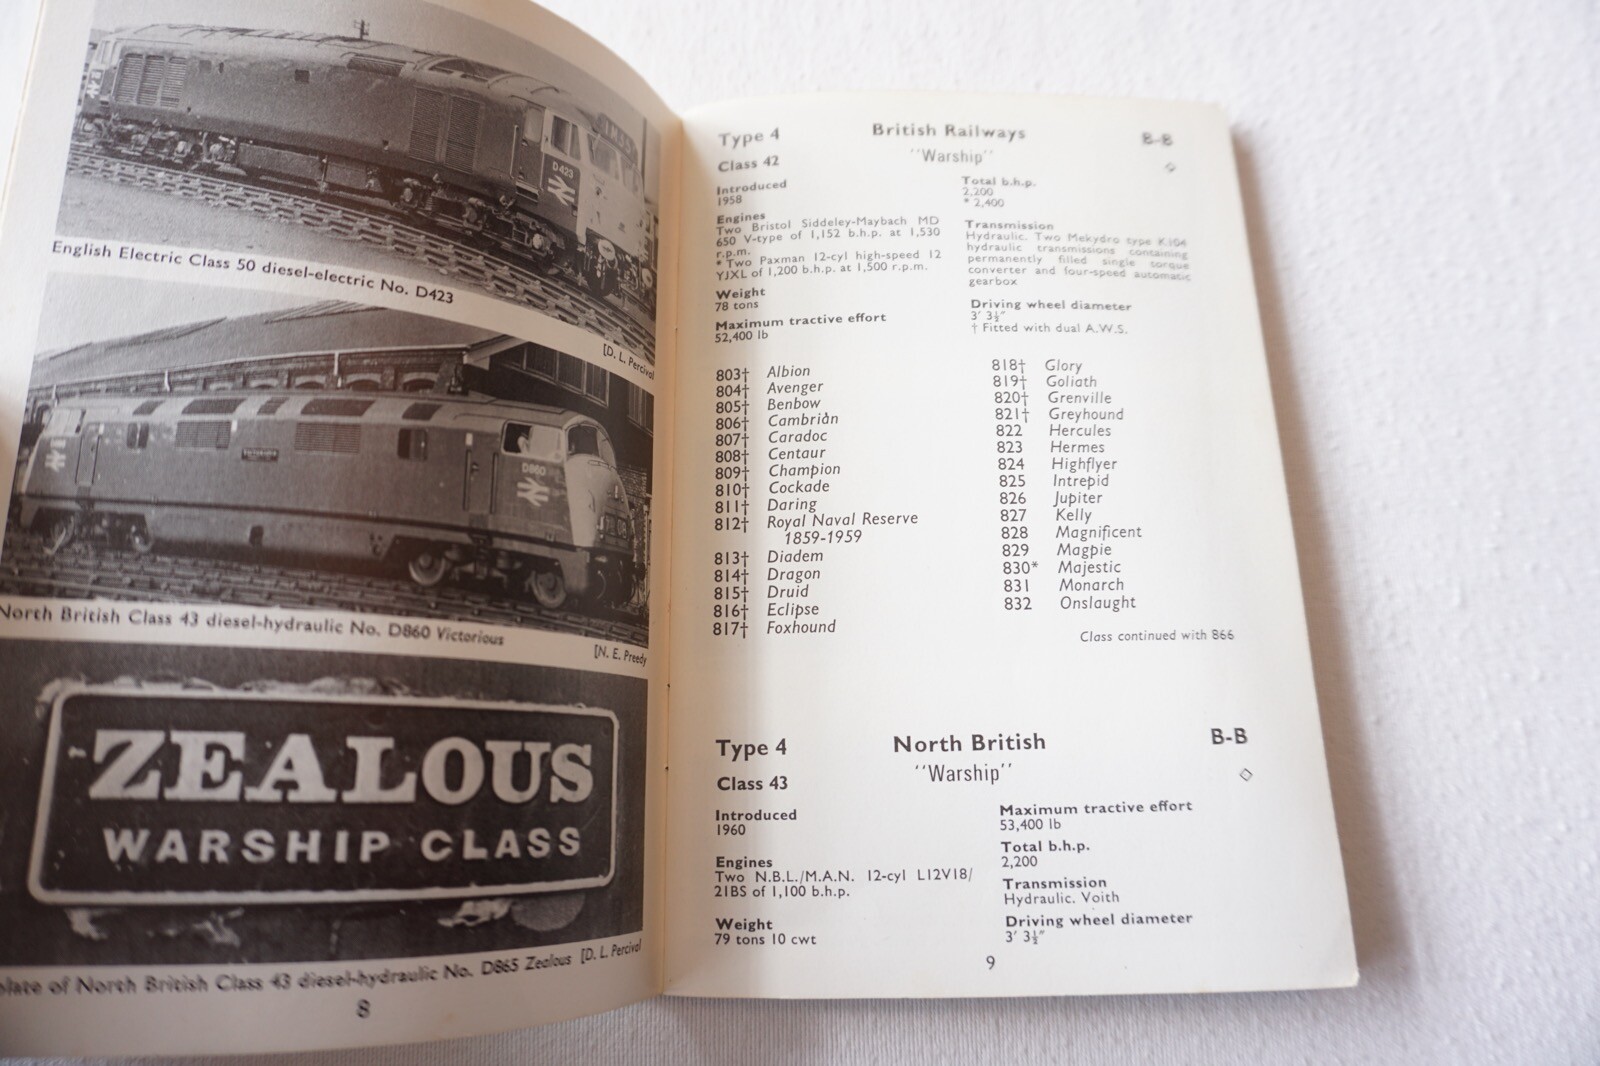 D423
English Electric Class 50 diesel-electric No. D423
[D. L. Percival
D860
North British Class 43 diesel-hydraulic No. D860 Victorious
[N. E. Preedy
ZEALOUS
WARSHIP CLASS
plate of North British Class 43 diesel-hydraulic No. D865 Zealous [D. L. Percival
8
Type 4 British Railways B-B
Class 42 "Warship" ◇
Introduced
1958
Engines
Two Bristol Siddeley-Maybach MD
650 V-type of 1,152 b.h.p. at 1,530
r.p.m.
* Two Paxman 12-cyl high-speed 12
YJXL of 1,200 b.h.p. at 1,500 r.p.m.
Weight
78 tons
Maximum tractive effort
52,400 lb
Total b.h.p.
2,200
* 2,400
Transmission
Hydraulic. Two Mekydro type K.104
hydraulic transmissions containing
permanently filled single torque
converter and four-speed automatic
gearbox
Driving wheel diameter
3' 3½"
† Fitted with dual A.W.S.
803† Albion
804† Avenger
805† Benbow
806† Cambrian
807† Caradoc
808† Centaur
809† Champion
810† Cockade
811† Daring
812† Royal Naval Reserve
1859-1959
813† Diadem
814† Dragon
815† Druid
816† Eclipse
817† Foxhound
818† Glory
819† Goliath
820† Grenville
821† Greyhound
822 Hercules
823 Hermes
824 Highflyer
825 Intrepid
826 Jupiter
827 Kelly
828 Magnificent
829 Magpie
830* Majestic
831 Monarch
832 Onslaught
Class continued with 866
Type 4 North British B-B
Class 43 "Warship" ◇
Introduced
1960
Engines
Two N.B.L./M.A.N. 12-cyl L12V18/
21BS of 1,100 b.h.p.
Weight
79 tons 10 cwt
Maximum tractive effort
53,400 lb
Total b.h.p.
2,200
Transmission
Hydraulic. Voith
Driving wheel diameter
3' 3½"
9